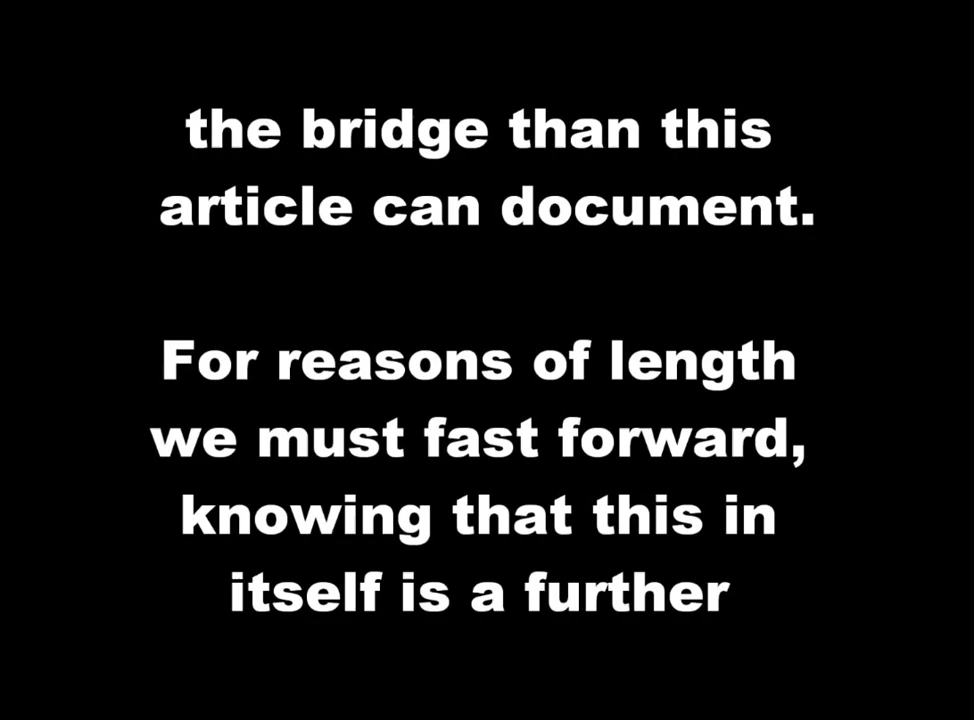 the bridge than this
article can document.
For reasons of length
we must fast forward,
knowing that this in
itself is a further